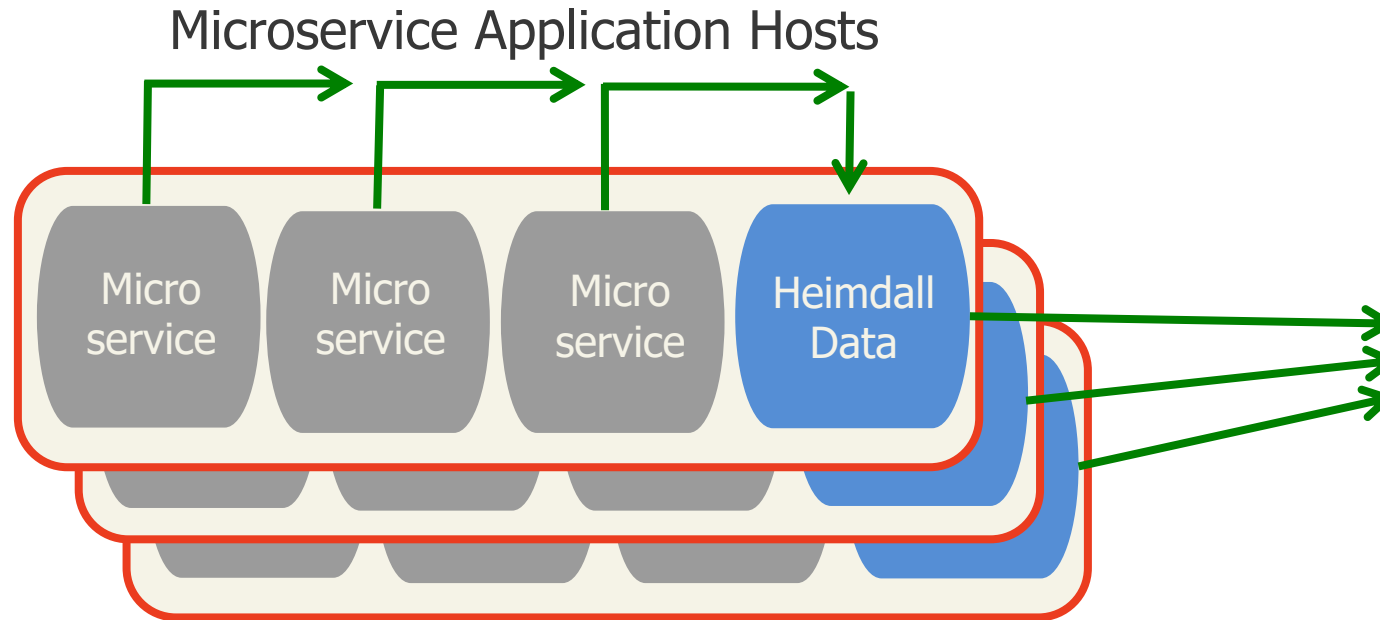 Microservice Application Hosts
Micro
service
Micro
service
Micro
service
Heimdall
Data